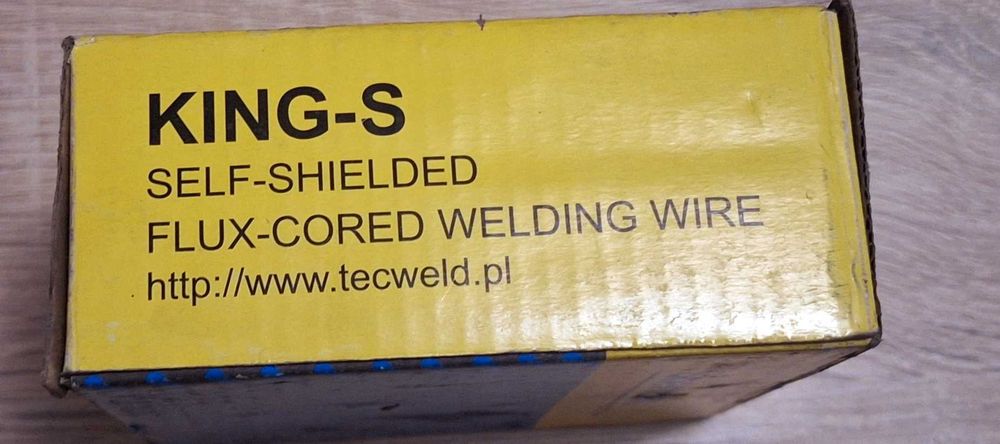 KING-S
SELF-SHIELDED
FLUX-CORED WELDING WIRE
http://www.tecweld.pl